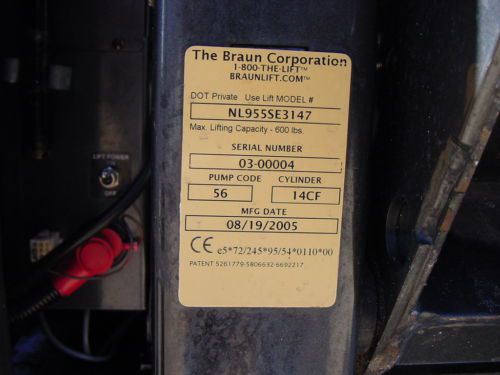 The Braun Corporation
1-800-THE-LIFT™
BRAUNLIFT.COM™
DOT Private Use Lift MODEL #
NL955SE3147
Max. Lifting Capacity - 600 lbs.
SERIAL NUMBER
03-00004
PUMP CODE CYLINDER
56 14CF
MFG DATE
08/19/2005
CE e5*72/245*95/54*0110*00
PATENT 5261779-5806632-6692217
LIFT POWER
OFF